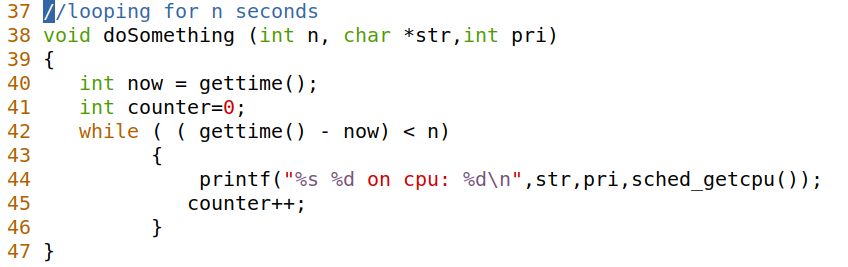 37 //looping for n seconds
38 void doSomething (int n, char *str,int pri)
39 {
40    int now = gettime();
41    int counter=0;
42    while ( ( gettime() - now) < n)
43          {
44              printf("%s %d on cpu: %d\n",str,pri,sched_getcpu());
45             counter++;
46          }
47 }